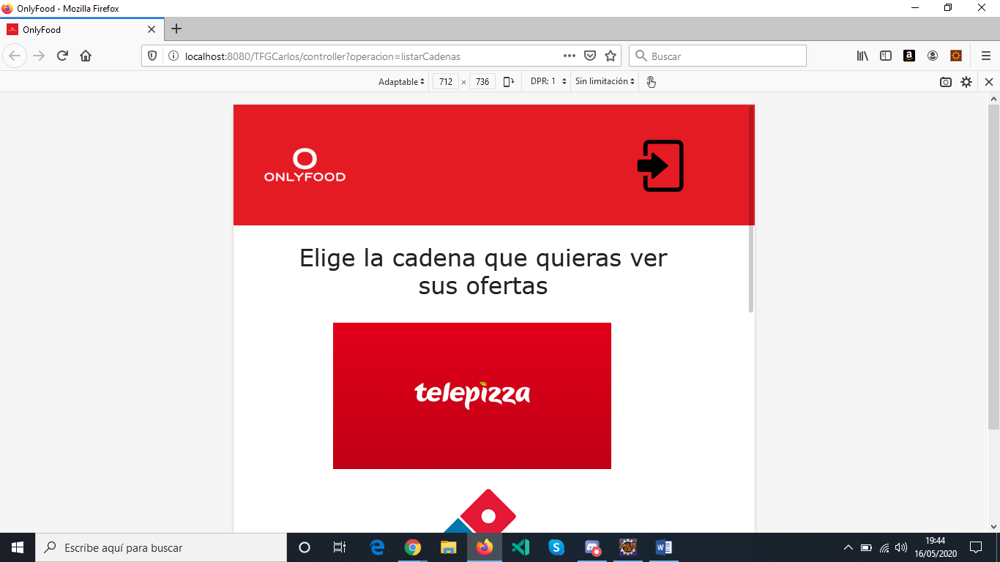 OnlyFood - Mozilla Firefox
OnlyFood
localhost:8080/TFGCarlos/controller?operacion=listarCadenas
Buscar
Adaptable 712 × 736 DPR: 1 Sin limitación
ONLYFOOD
Elige la cadena que quieras ver
sus ofertas
telepizza
Escribe aquí para buscar
19:44
16/05/2020